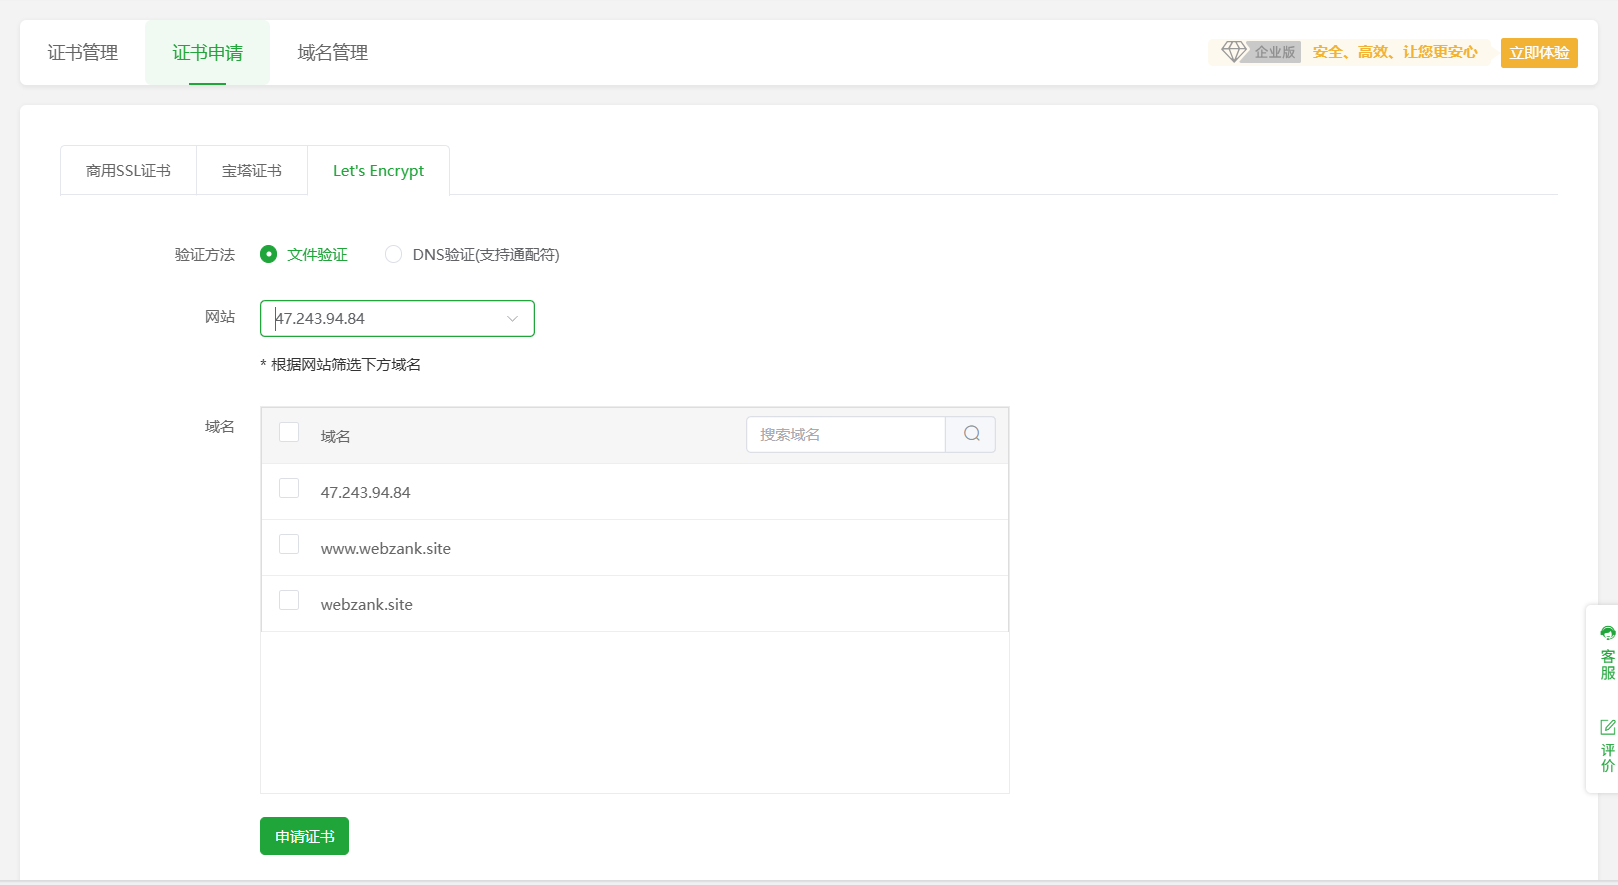 证书管理
证书申请
域名管理
企业版
安全、高效、让您更安心
立即体验
商用SSL证书
宝塔证书
Let's Encrypt
验证方法
文件验证
DNS验证(支持通配符)
网站
47.243.94.84
* 根据网站筛选下方域名
域名
域名
搜索域名
47.243.94.84
www.webzank.site
webzank.site
客服
评价
申请证书